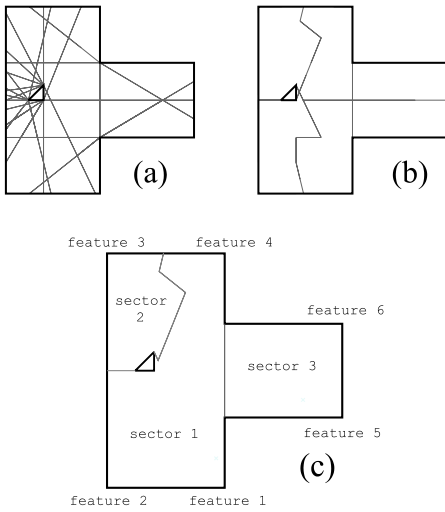 (a)
(b)
feature 3
feature 4
sector
2
feature 6
sector 3
sector 1
feature 5
(c)
feature 2
feature 1